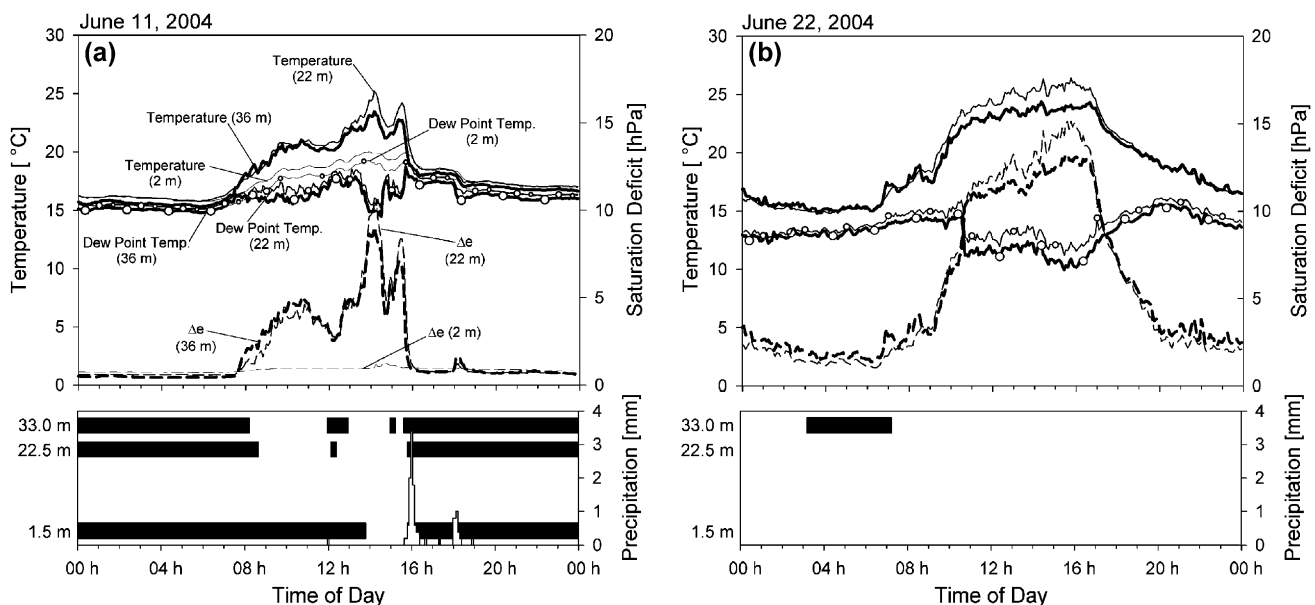 June 11, 2004
(a)
30
25
20
15
10
5
0
Temperature [ °C]
20
15
10
5
0
Saturation Deficit [hPa]
Temperature
(22 m)
Temperature (36 m)
Dew Point Temp.
(2 m)
Temperature
(2 m)
Dew Point Temp.
(36 m)
Dew Point Temp.
(22 m)
Δe
(22 m)
Δe
(36 m)
Δe (2 m)
33.0 m
22.5 m
1.5 m
4
3
2
1
0
Precipitation [mm]
00 h
04 h
08 h
12 h
16 h
20 h
00 h
Time of Day
June 22, 2004
(b)
30
25
20
15
10
5
0
Temperature [ °C]
20
15
10
5
0
Saturation Deficit [hPa]
33.0 m
22.5 m
1.5 m
4
3
2
1
0
Precipitation [mm]
00 h
04 h
08 h
12 h
16 h
20 h
00 h
Time of Day